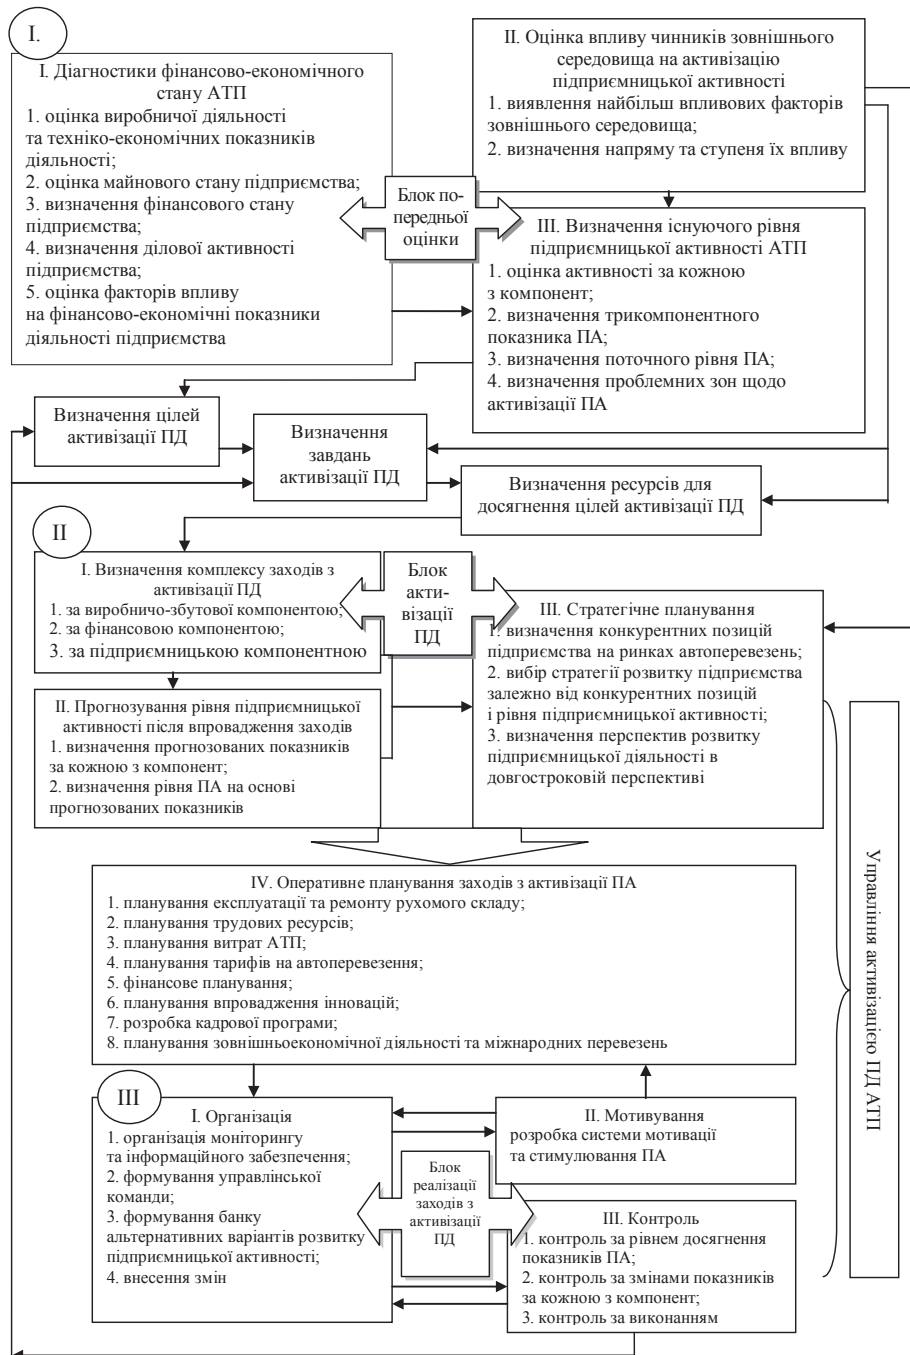 I.
I. Діагностики фінансово-економічного
стану АТП
1. оцінка виробничої діяльності
та техніко-економічних показників
діяльності;
2. оцінка майнового стану підприємства;
3. визначення фінансового стану
підприємства;
4. визначення ділової активності
підприємства;
5. оцінка факторів впливу
на фінансово-економічні показники
діяльності підприємства
Блок по-
передньої
оцінки
II. Оцінка впливу чинників зовнішнього
середовища на активізацію
підприємницької активності
1. виявлення найбільш впливових факторів
зовнішнього середовища;
2. визначення напряму та ступеня їх впливу
III. Визначення існуючого рівня
підприємницької активності АТП
1. оцінка активності за кожною
з компонент;
2. визначення трикомпонентного
показника ПА;
3. визначення поточного рівня ПА;
4. визначення проблемних зон щодо
активізації ПА
Визначення цілей
активізації ПД
Визначення
завдань
активізації ПД
Визначення ресурсів для
досягнення цілей активізації ПД
II
I. Визначення комплексу заходів з
активізації ПД
1. за виробничо-збутової компонентою;
2. за фінансовою компонентою;
3. за підприємницькою компонентною
Блок
акти-
візації
ПД
II. Прогнозування рівня підприємницької
активності після впровадження заходів
1. визначення прогнозованих показників
за кожною з компонент;
2. визначення рівня ПА на основі
прогнозованих показників
III. Стратегічне планування
1. визначення конкурентних позицій
підприємства на ринках автоперевезень;
2. вибір стратегії розвитку підприємства
залежно від конкурентних позицій
і рівня підприємницької активності;
3. визначення перспектив розвитку
підприємницької діяльності в
довгостроковій перспективі
IV. Оперативне планування заходів з активізації ПА
1. планування експлуатації та ремонту рухомого складу;
2. планування трудових ресурсів;
3. планування витрат АТП;
4. планування тарифів на автоперевезення;
5. фінансове планування;
6. планування впровадження інновацій;
7. розробка кадрової програми;
8. планування зовнішньоекономічної діяльності та міжнародних перевезень
Управління активізацією ПД АТП
III
I. Організація
1. організація моніторингу
та інформаційного забезпечення;
2. формування управлінської
команди;
3. формування банку
альтернативних варіантів розвитку
підприємницької активності;
4. внесення змін
Блок
реалізації
заходів з
активізації
ПД
II. Мотивування
розробка системи мотивації
та стимулювання ПА
III. Контроль
1. контроль за рівнем досягнення
показників ПА;
2. контроль за змінами показників
за кожною з компонент;
3. контроль за виконанням